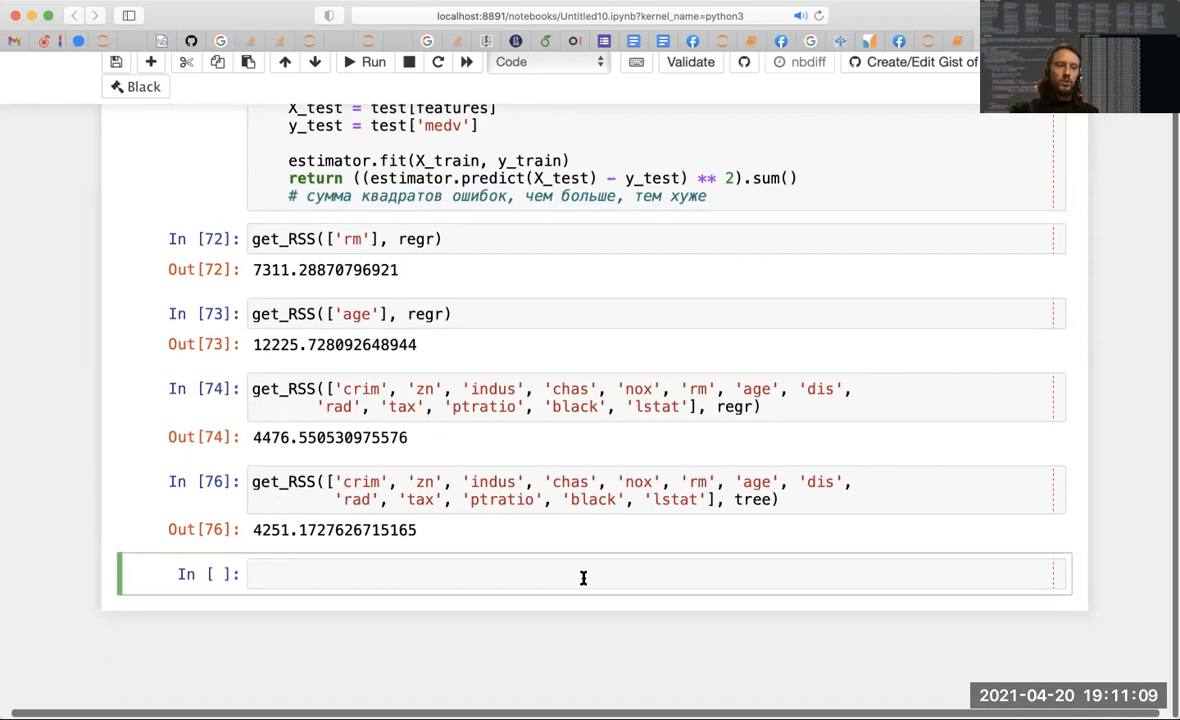 localhost:8891/notebooks/Untitled10.ipynb?kernel_name=python3
Run
Code
Validate
nbdiff
Create/Edit Gist of
Black
X_test = test[features]
y_test = test['medv']
estimator.fit(X_train, y_train)
return ((estimator.predict(X_test) - y_test) ** 2).sum()
# сумма квадратов ошибок, чем больше, тем хуже
In [72]: get_RSS(['rm'], regr)
Out[72]: 7311.28870796921
In [73]: get_RSS(['age'], regr)
Out[73]: 12225.728092648944
In [74]: get_RSS(['crim', 'zn', 'indus', 'chas', 'nox', 'rm', 'age', 'dis',
'rad', 'tax', 'ptratio', 'black', 'lstat'], regr)
Out[74]: 4476.550530975576
In [76]: get_RSS(['crim', 'zn', 'indus', 'chas', 'nox', 'rm', 'age', 'dis',
'rad', 'tax', 'ptratio', 'black', 'lstat'], tree)
Out[76]: 4251.1727626715165
In [ ]:
2021-04-20 19:11:09